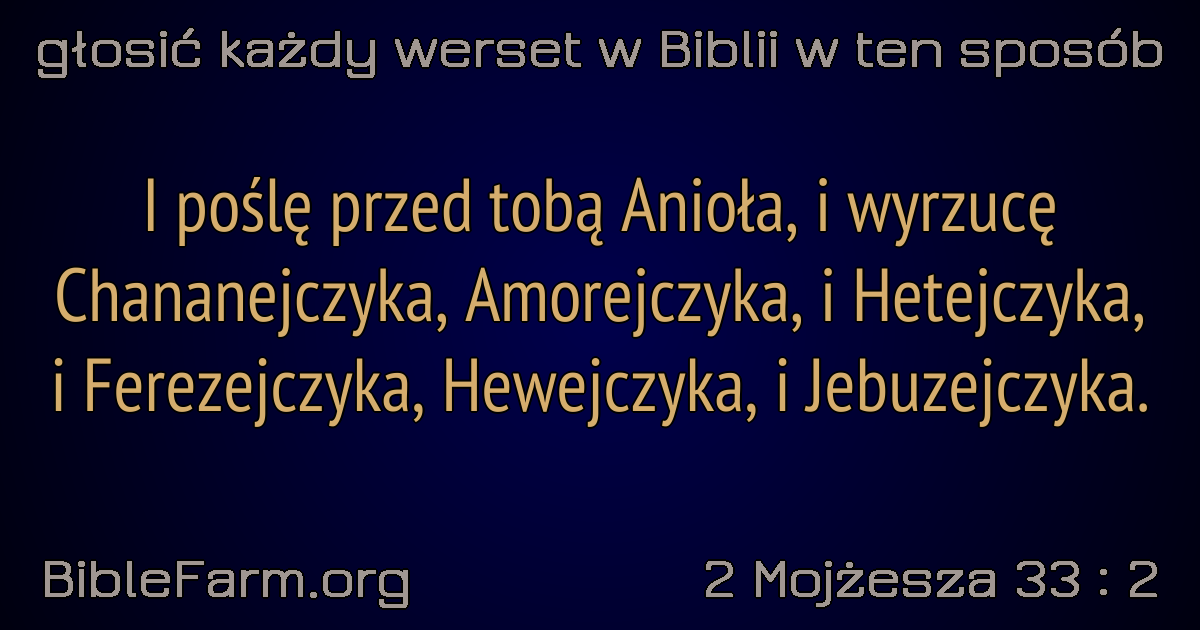 głosić każdy werset w Biblii w ten sposób
I poślę przed tobą Anioła, i wyrzucę
Chananejczyka, Amorejczyka, i Hetejczyka,
i Ferezejczyka, Hewejczyka, i Jebuzejczyka.
BibleFarm.org
2 Mojżesza 33 : 2